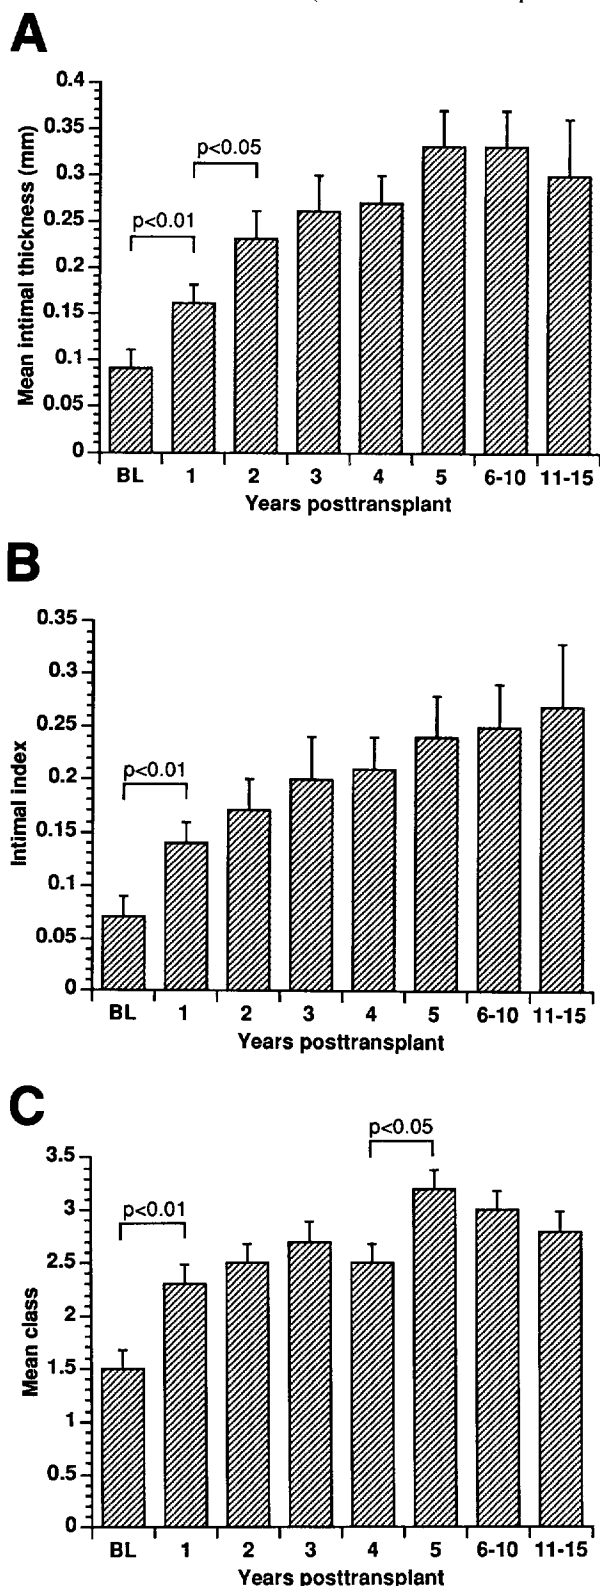 A
0.4
0.35
0.3
0.25
0.2
0.15
0.1
0.05
0
Mean intimal thickness (mm)
p<0.01
p<0.05
BL 1 2 3 4 5 6-10 11-15
Years posttransplant
B
0.35
0.3
0.25
0.2
0.15
0.1
0.05
0
Intimal index
p<0.01
BL 1 2 3 4 5 6-10 11-15
Years posttransplant
C
3.5
3
2.5
2
1.5
1
0.5
0
Mean class
p<0.01
p<0.05
BL 1 2 3 4 5 6-10 11-15
Years posttransplant